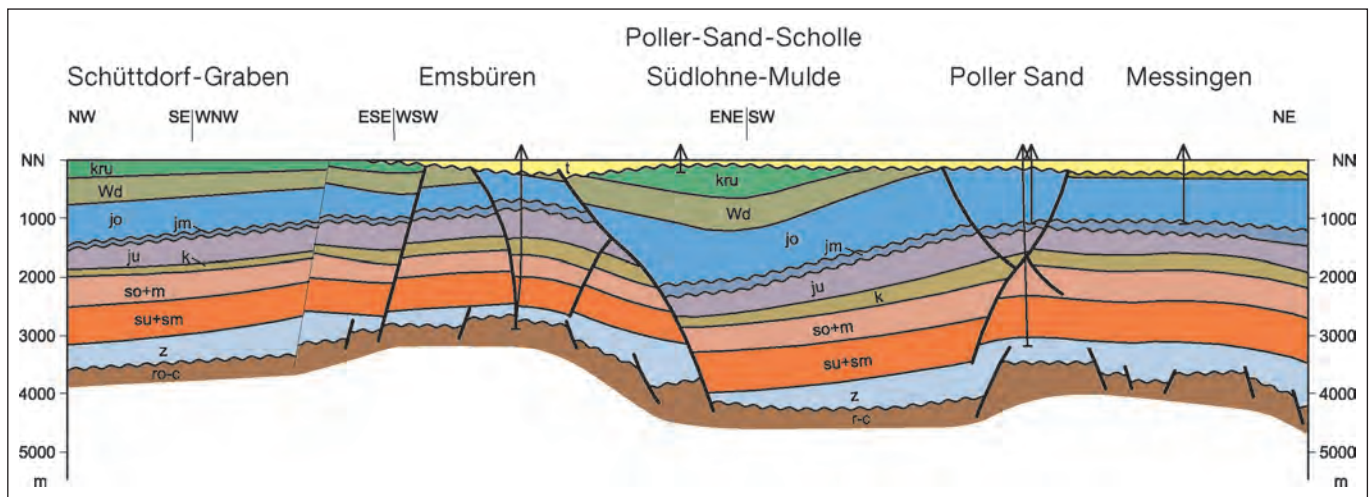 Poller-Sand-Scholle
Schüttdorf-Graben Emsbüren Südlohne-Mulde Poller Sand Messingen
NW SE|WNW ESE|WSW ENE|SW NE
NN NN
kru t kru
Wd Wd
jo jm jo jm
1000 1000
ju k ju k
2000 2000
so+m so+m
su+sm su+sm
3000 3000
z z
ro-c r-c
4000 4000
5000 5000
m m